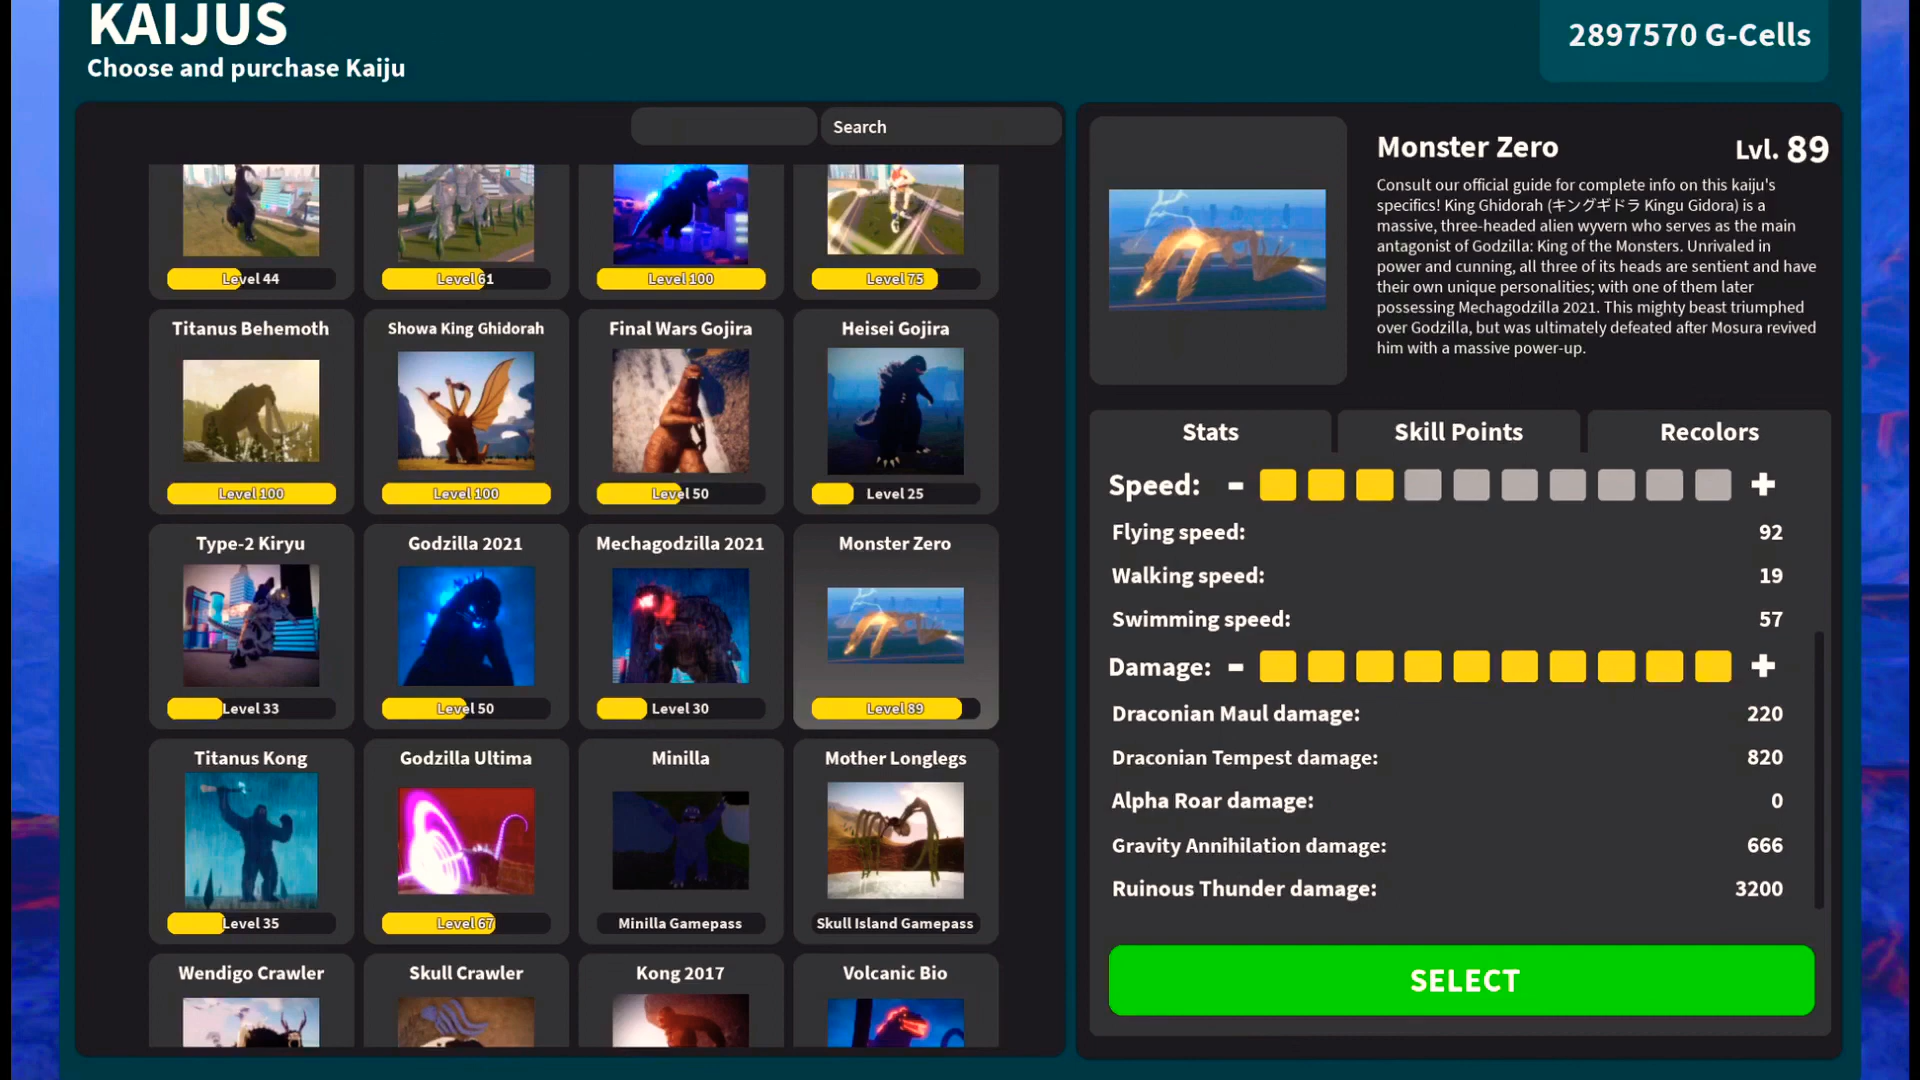 KAIJUS
Choose and purchase Kaiju
2897570 G-Cells
Search
Level 44
Level 61
Level 100
Level 75
Titanus Behemoth
Showa King Ghidorah
Final Wars Gojira
Heisei Gojira
Level 100
Level 100
Level 50
Level 25
Type-2 Kiryu
Godzilla 2021
Mechagodzilla 2021
Monster Zero
Level 33
Level 50
Level 30
Level 89
Titanus Kong
Godzilla Ultima
Minilla
Mother Longlegs
Level 35
Level 67
Minilla Gamepass
Skull Island Gamepass
Wendigo Crawler
Skull Crawler
Kong 2017
Volcanic Bio
Monster Zero
Lvl. 89
Consult our official guide for complete info on this kaiju's
specifics! King Ghidorah (キングギドラ Kingu Gidora) is a
massive, three-headed alien wyvern who serves as the main
antagonist of Godzilla: King of the Monsters. Unrivaled in
power and cunning, all three of its heads are sentient and have
their own unique personalities; with one of them later
possessing Mechagodzilla 2021. This mighty beast triumphed
over Godzilla, but was ultimately defeated after Mosura revived
him with a massive power-up.
Stats
Skill Points
Recolors
Speed: - +
Flying speed: 92
Walking speed: 19
Swimming speed: 57
Damage: - +
Draconian Maul damage: 220
Draconian Tempest damage: 820
Alpha Roar damage: 0
Gravity Annihilation damage: 666
Ruinous Thunder damage: 3200
SELECT